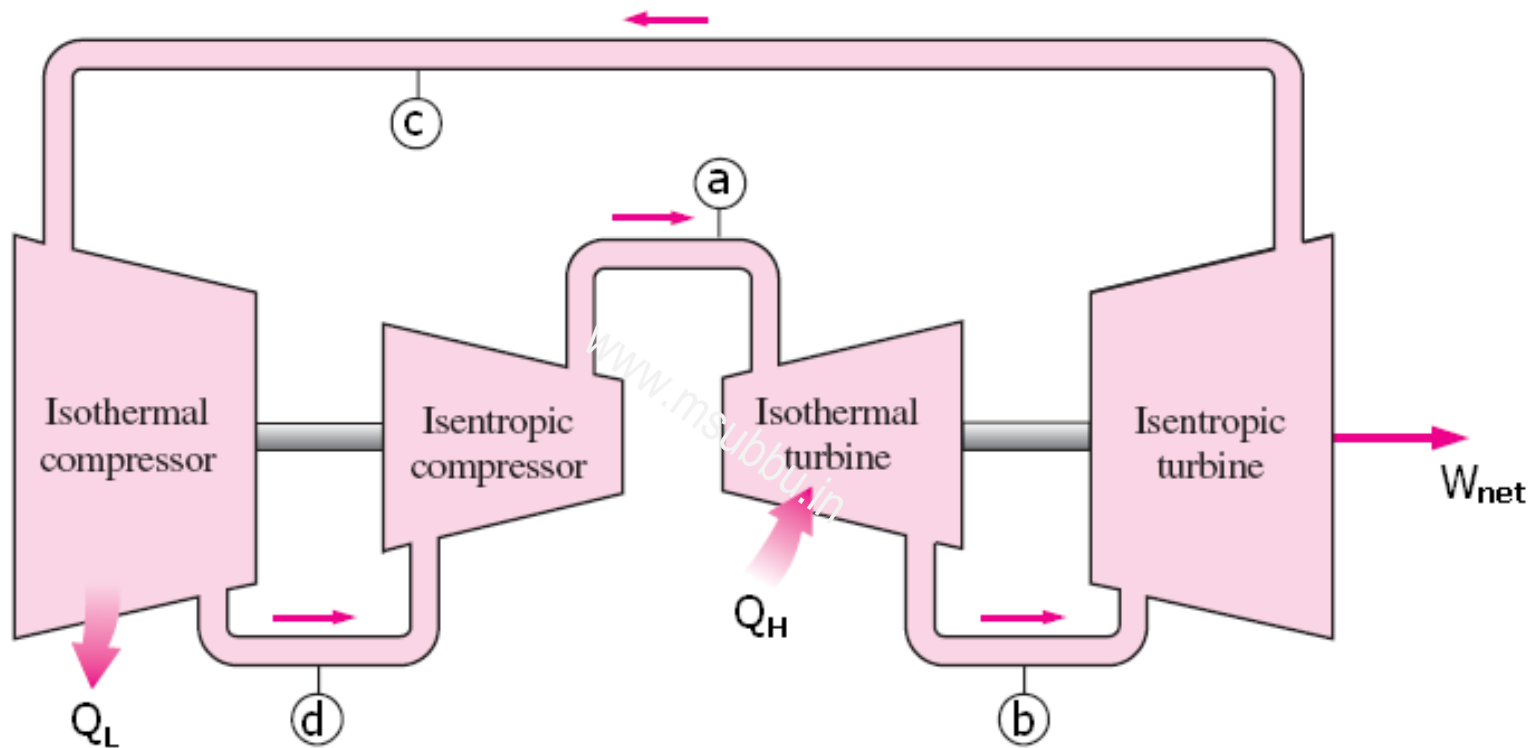 c
a
Isothermal
compressor
Isentropic
compressor
Isothermal
turbine
Isentropic
turbine
www.msubbu.in
Wnet
QH
QL
d
b